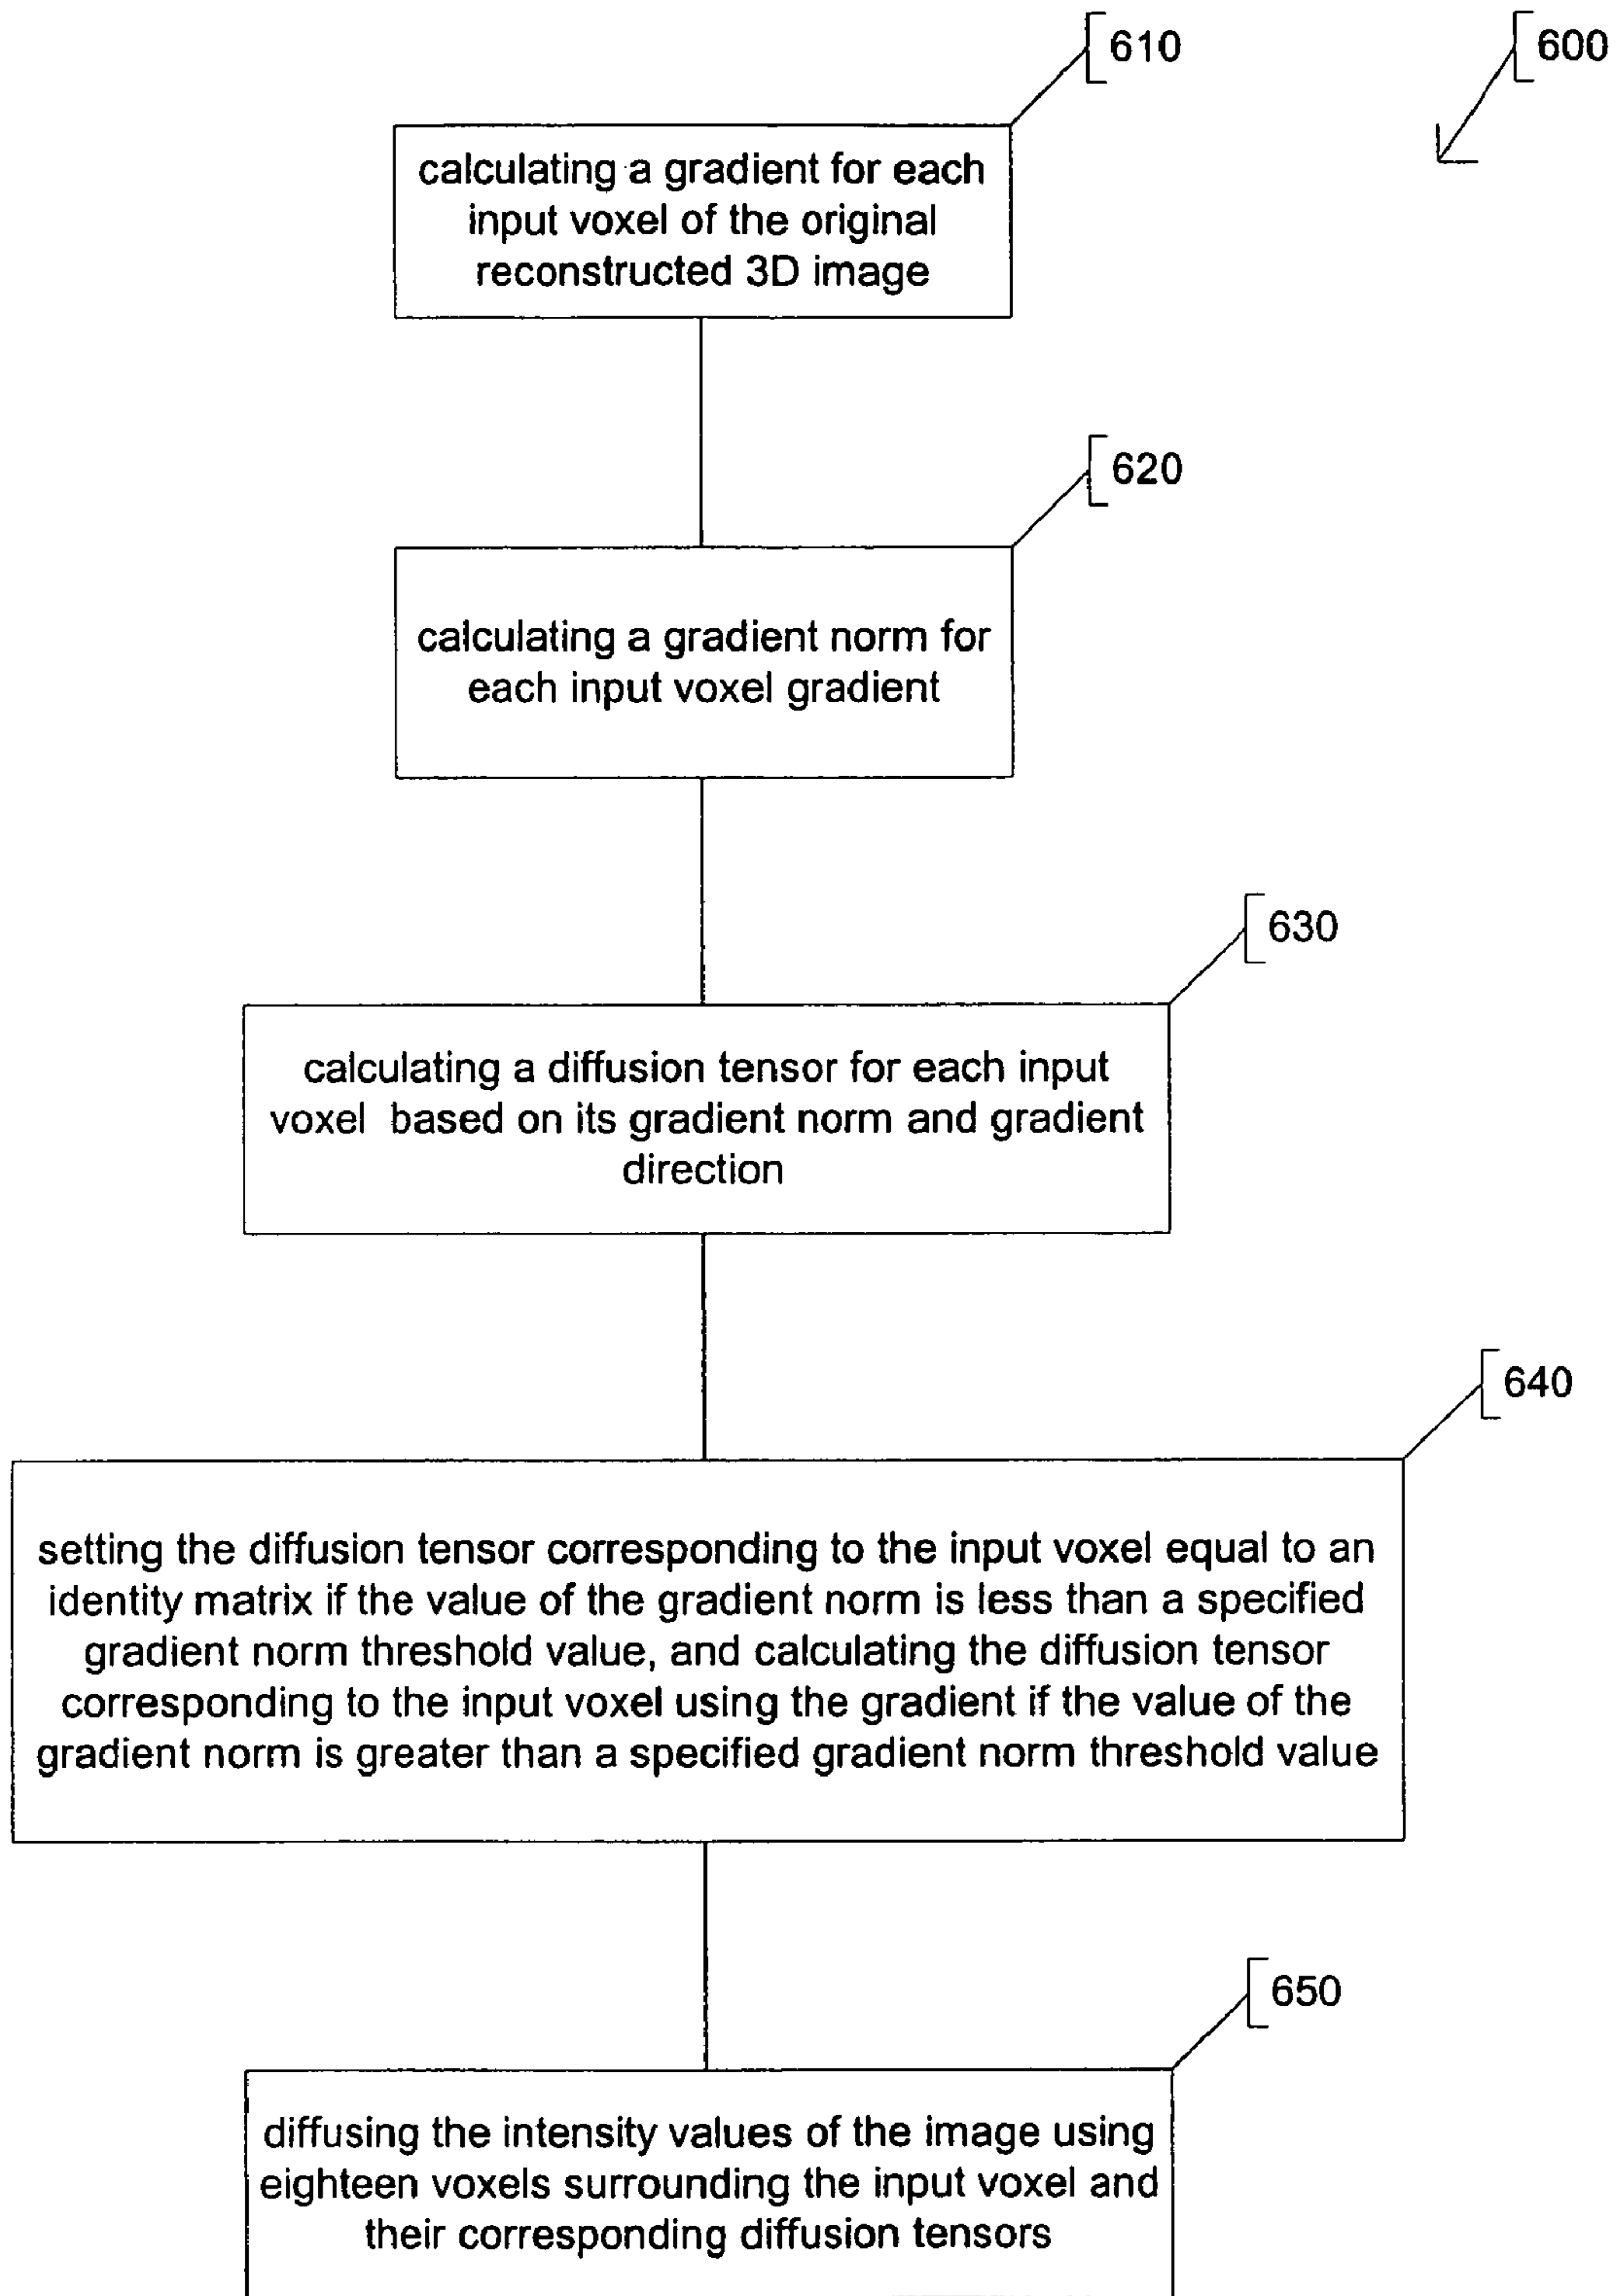 610
600
calculating a gradient for each
input voxel of the original
reconstructed 3D image
620
calculating a gradient norm for
each input voxel gradient
630
calculating a diffusion tensor for each input
voxel based on its gradient norm and gradient
direction
640
setting the diffusion tensor corresponding to the input voxel equal to an
identity matrix if the value of the gradient norm is less than a specified
gradient norm threshold value, and calculating the diffusion tensor
corresponding to the input voxel using the gradient if the value of the
gradient norm is greater than a specified gradient norm threshold value
650
diffusing the intensity values of the image using
eighteen voxels surrounding the input voxel and
their corresponding diffusion tensors